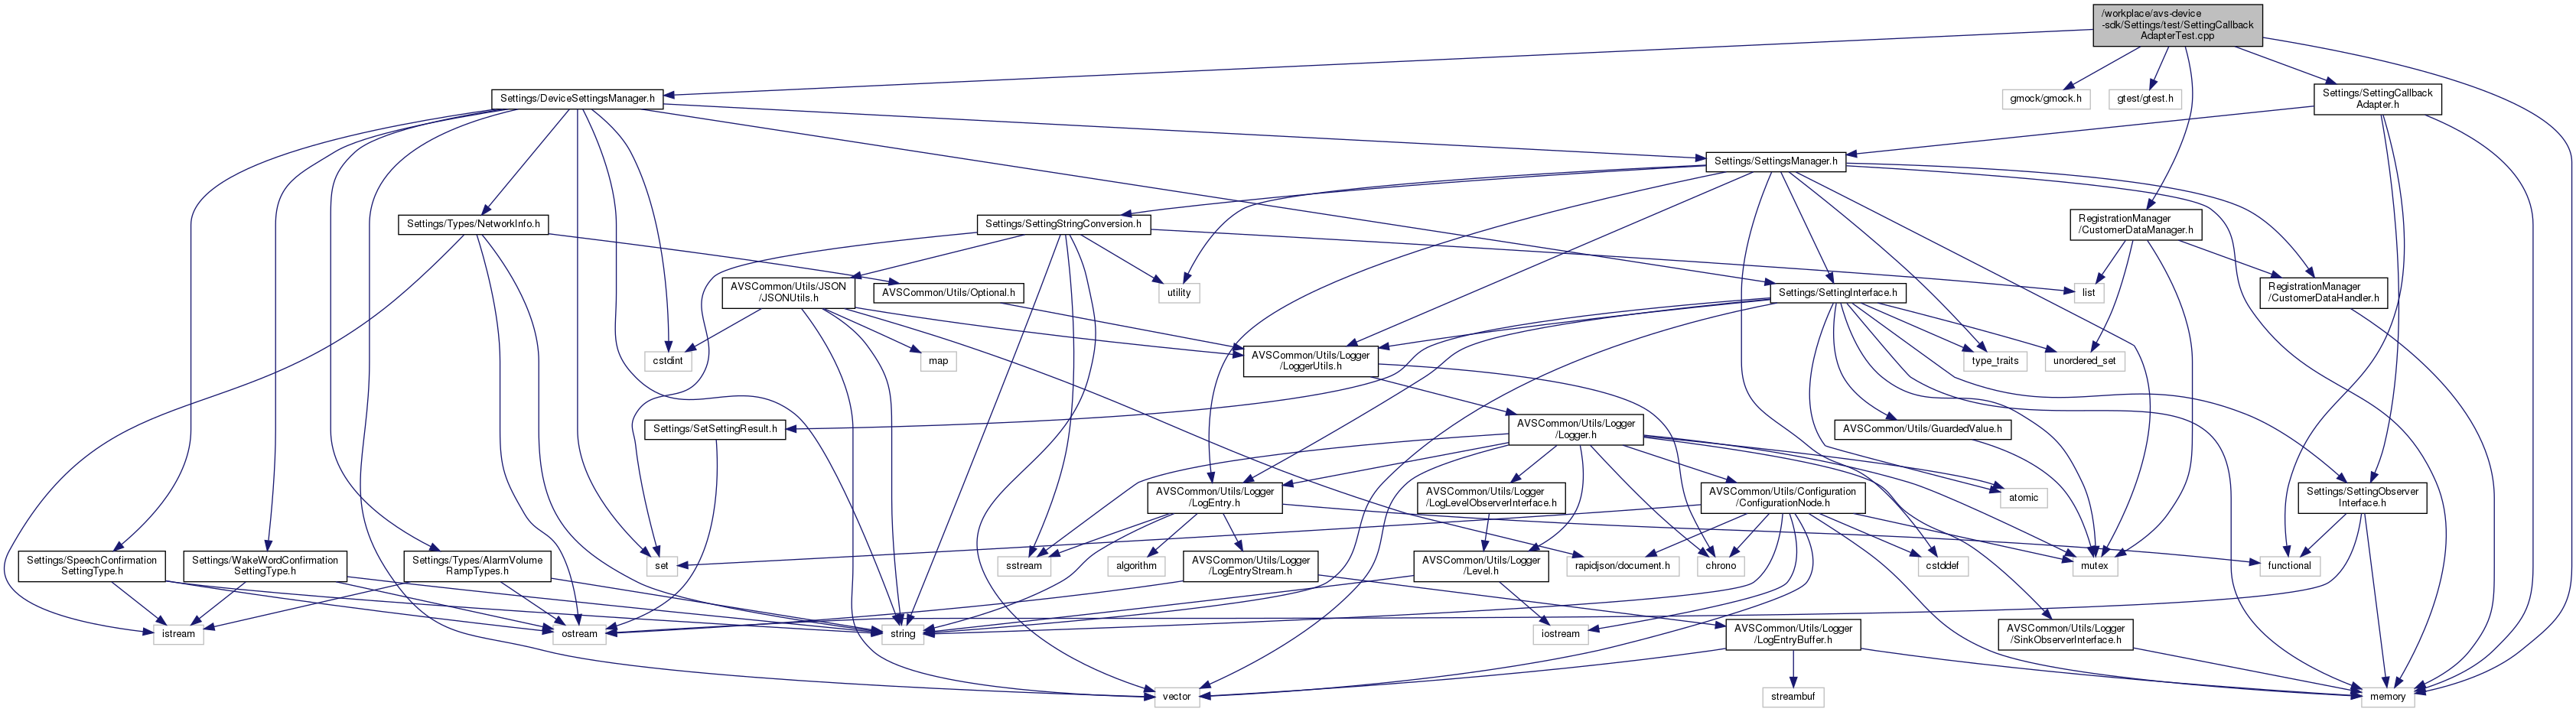 /workplace/avs-device
-sdk/Settings/test/SettingCallback
AdapterTest.cpp
Settings/DeviceSettingsManager.h
gmock/gmock.h
gtest/gtest.h
Settings/SettingCallback
Adapter.h
Settings/SettingsManager.h
Settings/Types/NetworkInfo.h
Settings/SettingStringConversion.h
RegistrationManager
/CustomerDataManager.h
AVSCommon/Utils/JSON
/JSONUtils.h
AVSCommon/Utils/Optional.h
utility
Settings/SettingInterface.h
list
RegistrationManager
/CustomerDataHandler.h
cstdint
map
AVSCommon/Utils/Logger
/LoggerUtils.h
type_traits
unordered_set
Settings/SetSettingResult.h
AVSCommon/Utils/Logger
/Logger.h
AVSCommon/Utils/GuardedValue.h
AVSCommon/Utils/Logger
/LogEntry.h
AVSCommon/Utils/Logger
/LogLevelObserverInterface.h
AVSCommon/Utils/Configuration
/ConfigurationNode.h
atomic
Settings/SettingObserver
Interface.h
Settings/SpeechConfirmation
SettingType.h
Settings/WakeWordConfirmation
SettingType.h
Settings/Types/AlarmVolume
RampTypes.h
set
sstream
algorithm
AVSCommon/Utils/Logger
/LogEntryStream.h
AVSCommon/Utils/Logger
/Level.h
rapidjson/document.h
chrono
cstddef
mutex
functional
istream
ostream
string
AVSCommon/Utils/Logger
/LogEntryBuffer.h
iostream
AVSCommon/Utils/Logger
/SinkObserverInterface.h
vector
streambuf
memory